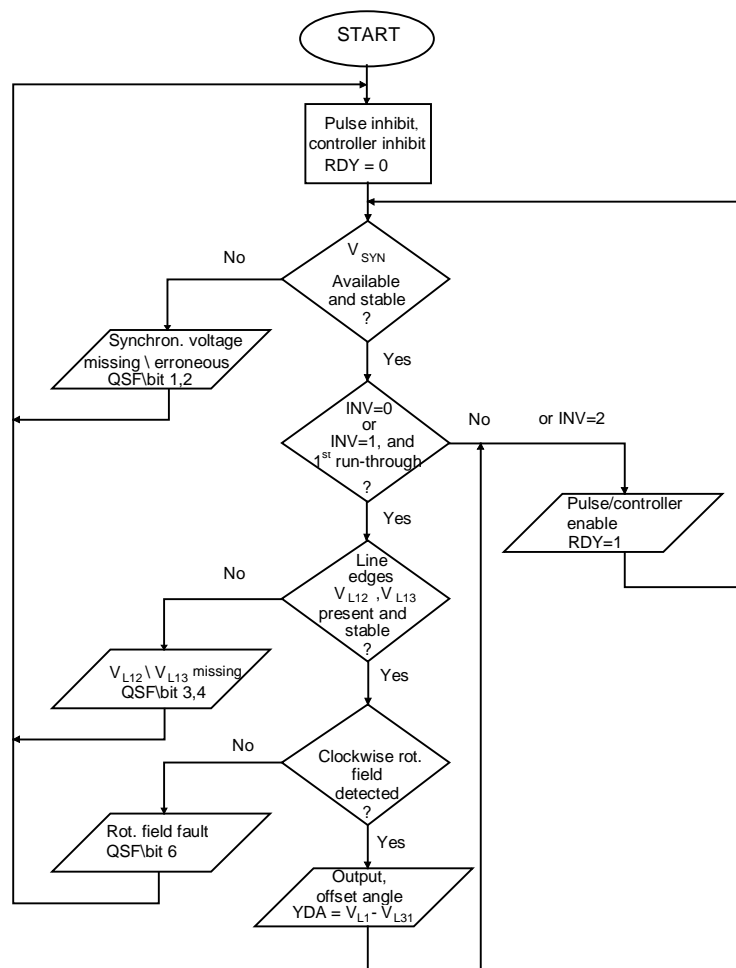 START
Pulse inhibit,
controller inhibit
RDY = 0
V SYN
Available
and stable
?
No
Synchron. voltage
missing \ erroneous
QSF\bit 1,2
Yes
INV=0
or
INV=1, and
1st run-through
?
No
or INV=2
Pulse/controller
enable
RDY=1
Yes
Line
edges
V L12 , V L13
present and
stable
?
No
V L12 \ V L13 missing
QSF\bit 3,4
Yes
Clockwise rot.
field
detected
?
No
Rot. field fault
QSF\bit 6
Yes
Output,
offset angle
YDA = V L1 - V L31